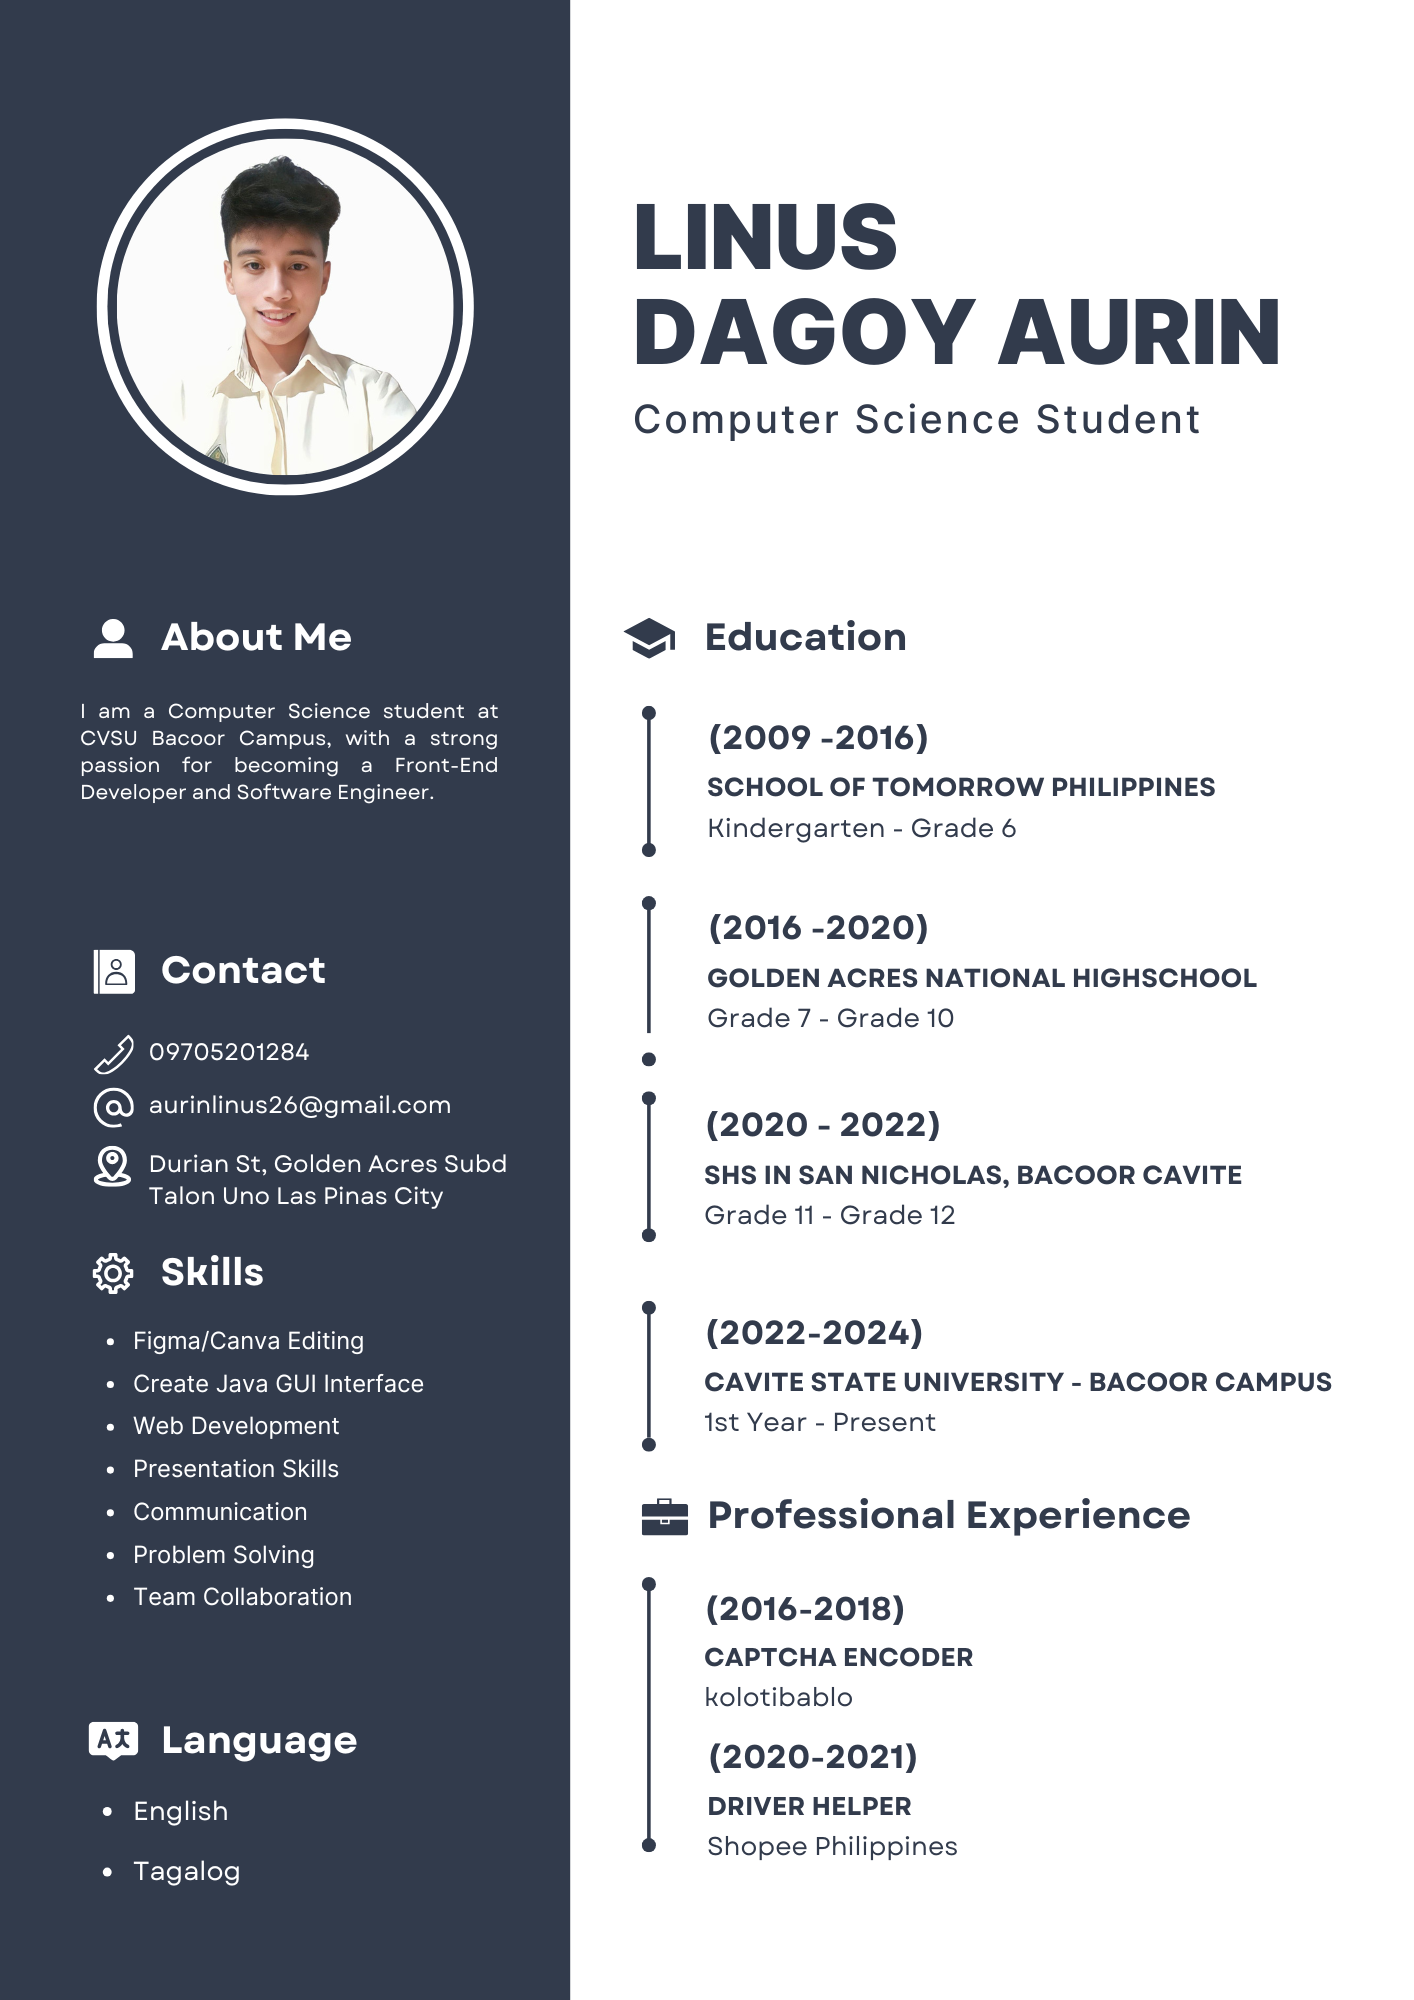 LINUS
DAGOY AURIN
Computer Science Student
About Me
I am a Computer Science student at
CVSU Bacoor Campus, with a strong
passion for becoming a Front-End
Developer and Software Engineer.
Contact
09705201284
aurinlinus26@gmail.com
Durian St, Golden Acres Subd
Talon Uno Las Pinas City
Skills
• Figma/Canva Editing
• Create Java GUI Interface
• Web Development
• Presentation Skills
• Communication
• Problem Solving
• Team Collaboration
Language
• English
• Tagalog
Education
(2009 -2016)
SCHOOL OF TOMORROW PHILIPPINES
Kindergarten - Grade 6
(2016 -2020)
GOLDEN ACRES NATIONAL HIGHSCHOOL
Grade 7 - Grade 10
(2020 - 2022)
SHS IN SAN NICHOLAS, BACOOR CAVITE
Grade 11 - Grade 12
(2022-2024)
CAVITE STATE UNIVERSITY - BACOOR CAMPUS
1st Year - Present
Professional Experience
(2016-2018)
CAPTCHA ENCODER
kolotibablo
(2020-2021)
DRIVER HELPER
Shopee Philippines